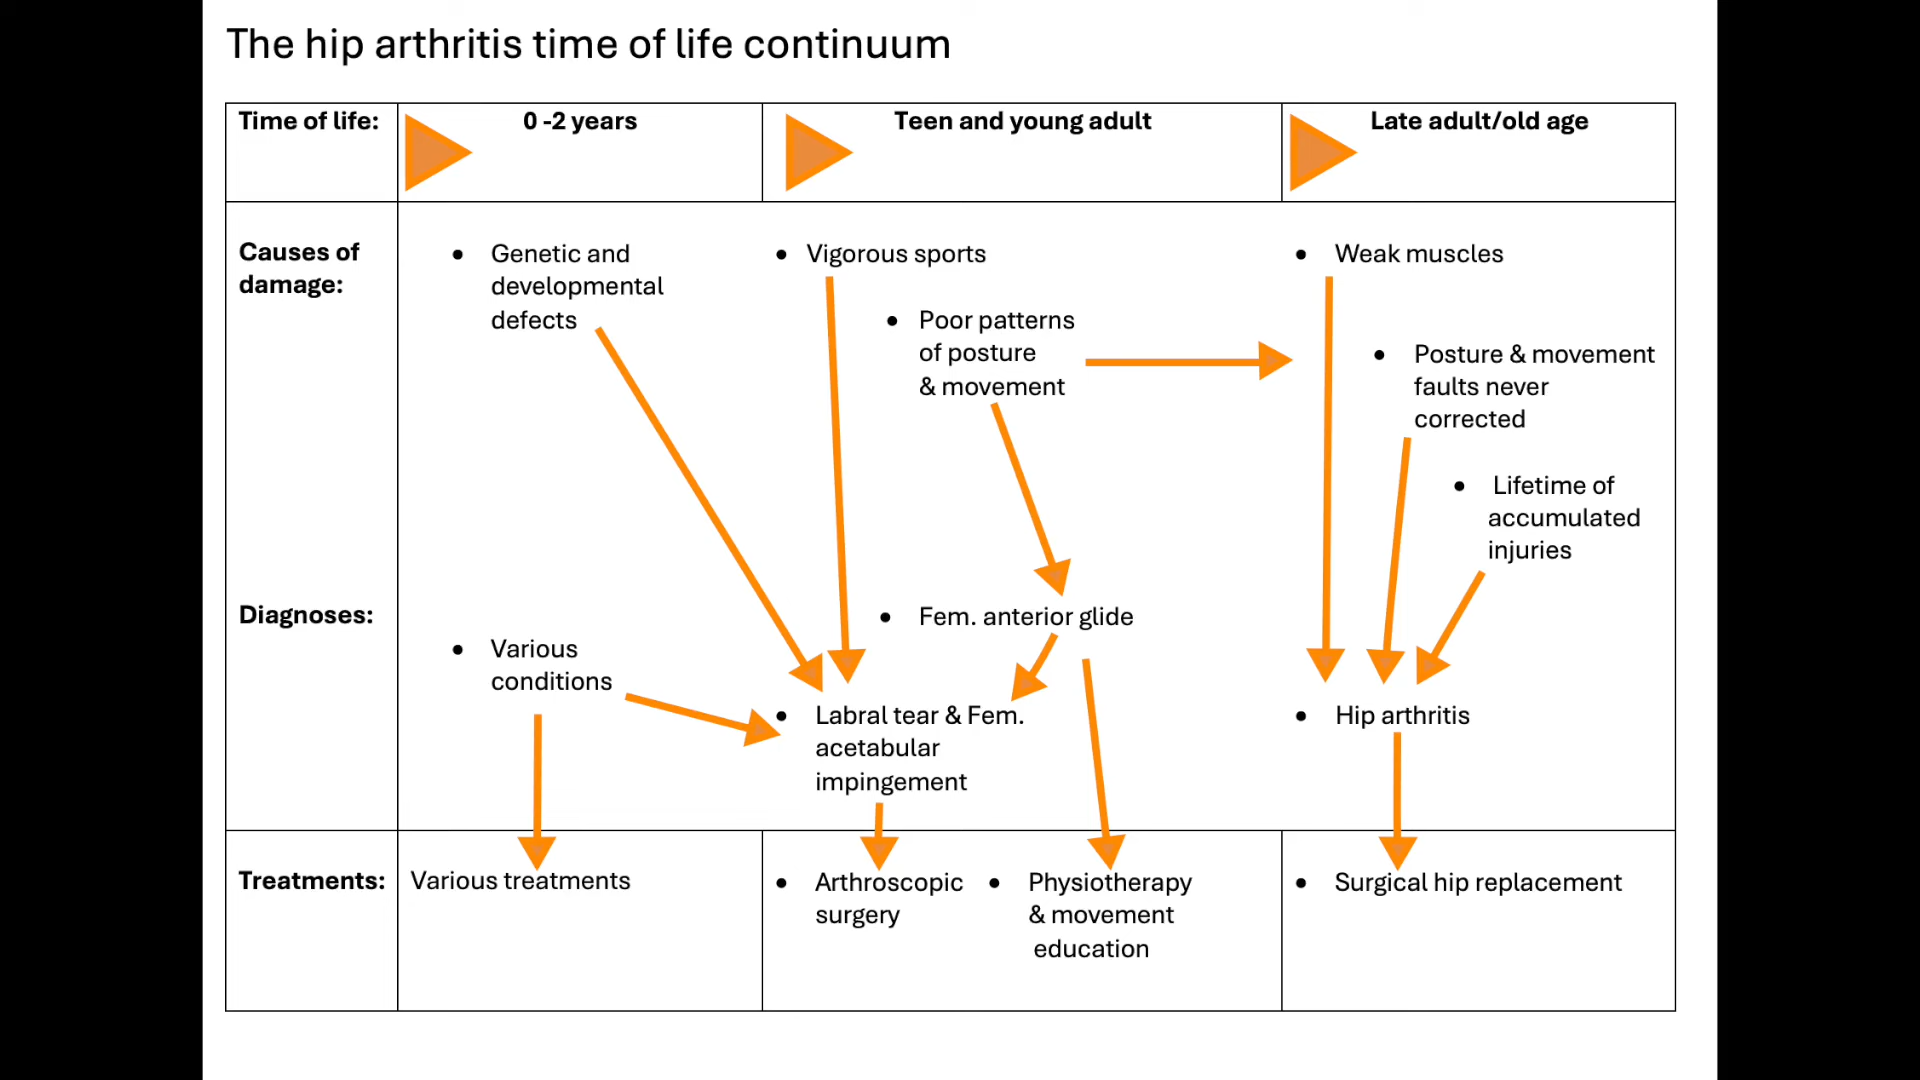 The hip arthritis time of life continuum
Time of life:
0 -2 years
Teen and young adult
Late adult/old age
Causes of
damage:
• Genetic and
developmental
defects
• Vigorous sports
• Poor patterns
of posture
& movement
• Weak muscles
• Posture & movement
faults never
corrected
• Lifetime of
accumulated
injuries
Diagnoses:
• Various
conditions
• Fem. anterior glide
• Labral tear & Fem.
acetabular
impingement
• Hip arthritis
Treatments:
Various treatments
• Arthroscopic
surgery
• Physiotherapy
& movement
education
• Surgical hip replacement